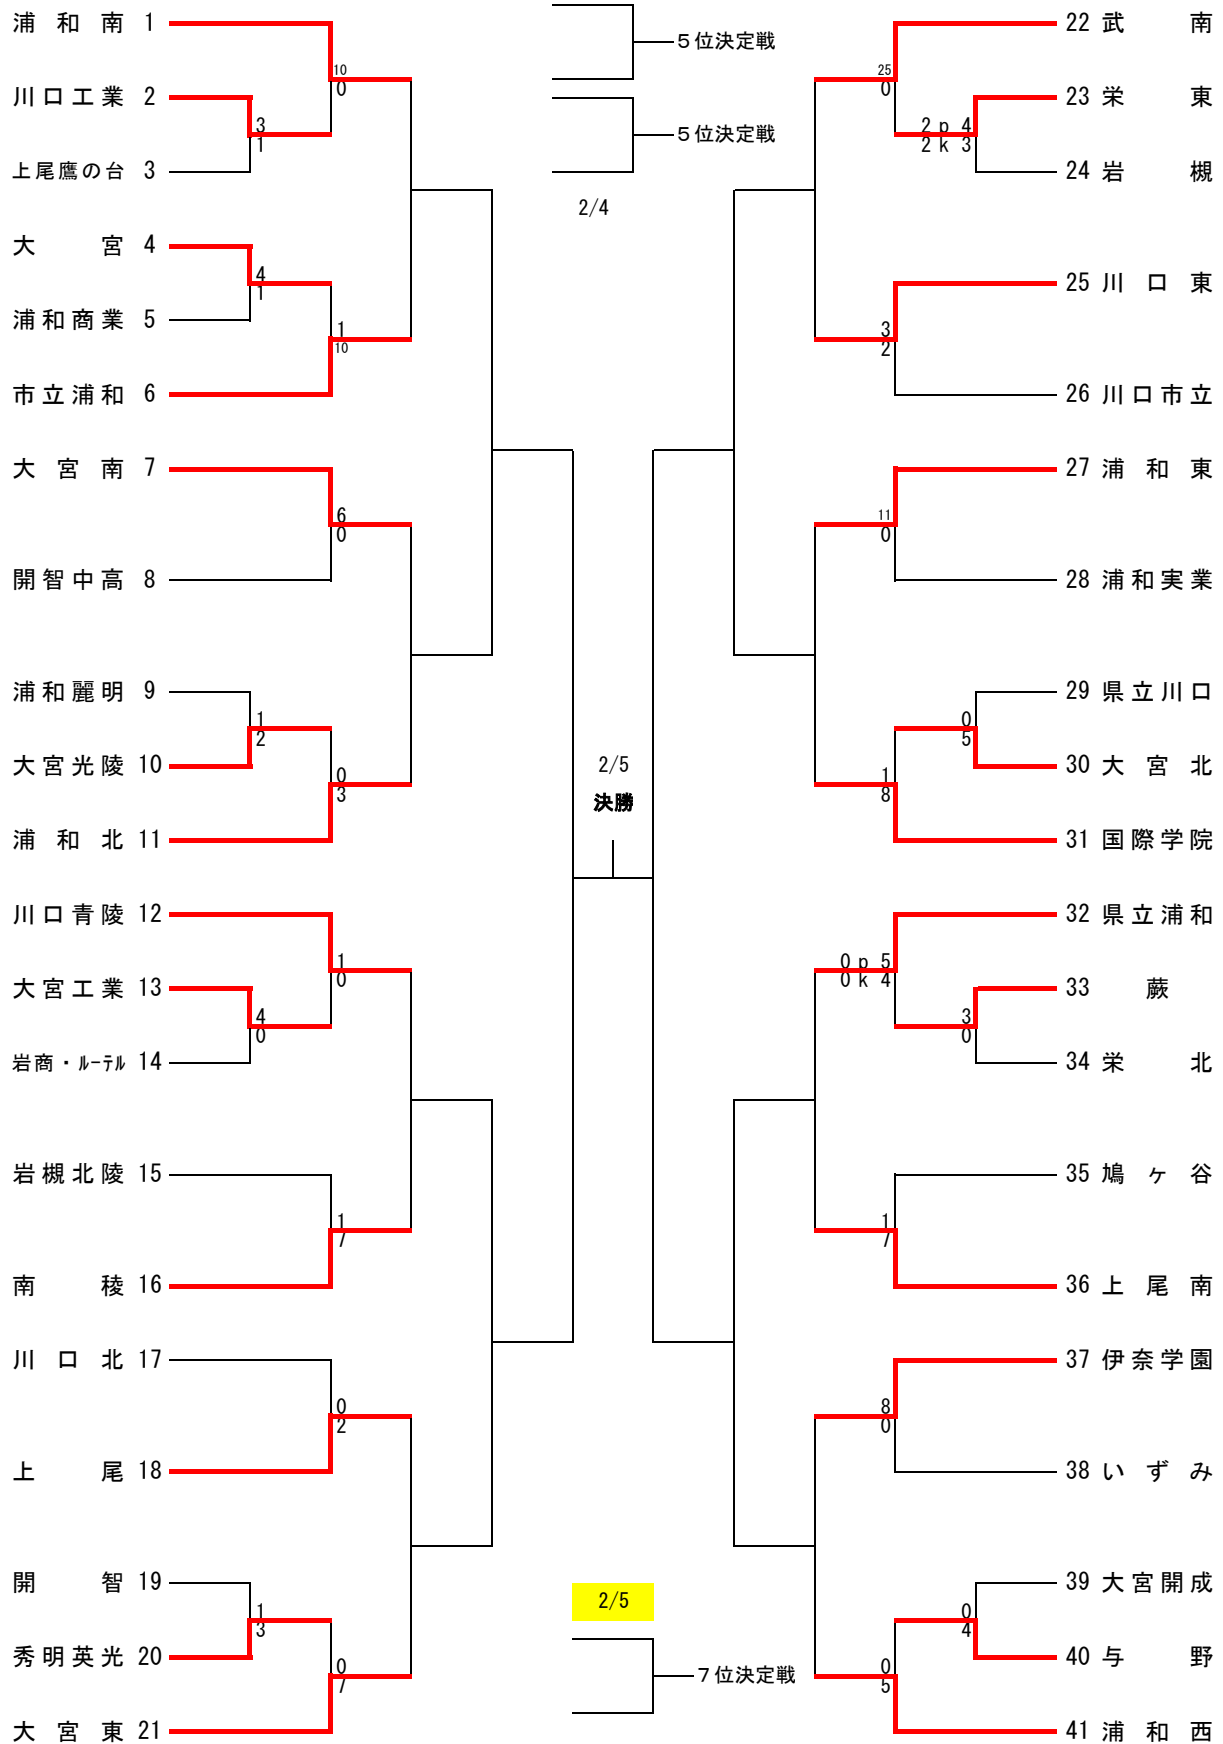 浦和南 1
10
0
川口工業 2
3
1
上尾鷹の台 3
大宮 4
4
1
浦和商業 5
1
10
市立浦和 6
大宮南 7
6
0
開智中高 8
浦和麗明 9
1
2
大宮光陵 10
0
3
浦和北 11
川口青陵 12
1
0
大宮工業 13
4
0
岩商・ルーテル 14
岩槻北陵 15
1
7
南稜 16
川口北 17
0
2
上尾 18
開智 19
1
3
秀明英光 20
0
7
大宮東 21
5位決定戦
5位決定戦
2/4
2/5
決勝
2/5
7位決定戦
22 武南
25
0
23 栄東
2 p 4
2 k 3
24 岩槻
25 川口東
3
2
26 川口市立
27 浦和東
11
0
28 浦和実業
29 県立川口
0
5
30 大宮北
1
8
31 国際学院
32 県立浦和
0 p 5
0 k 4
33 蕨
3
0
34 栄北
35 鳩ヶ谷
1
7
36 上尾南
37 伊奈学園
8
0
38 いずみ
39 大宮開成
0
4
40 与野
0
5
41 浦和西